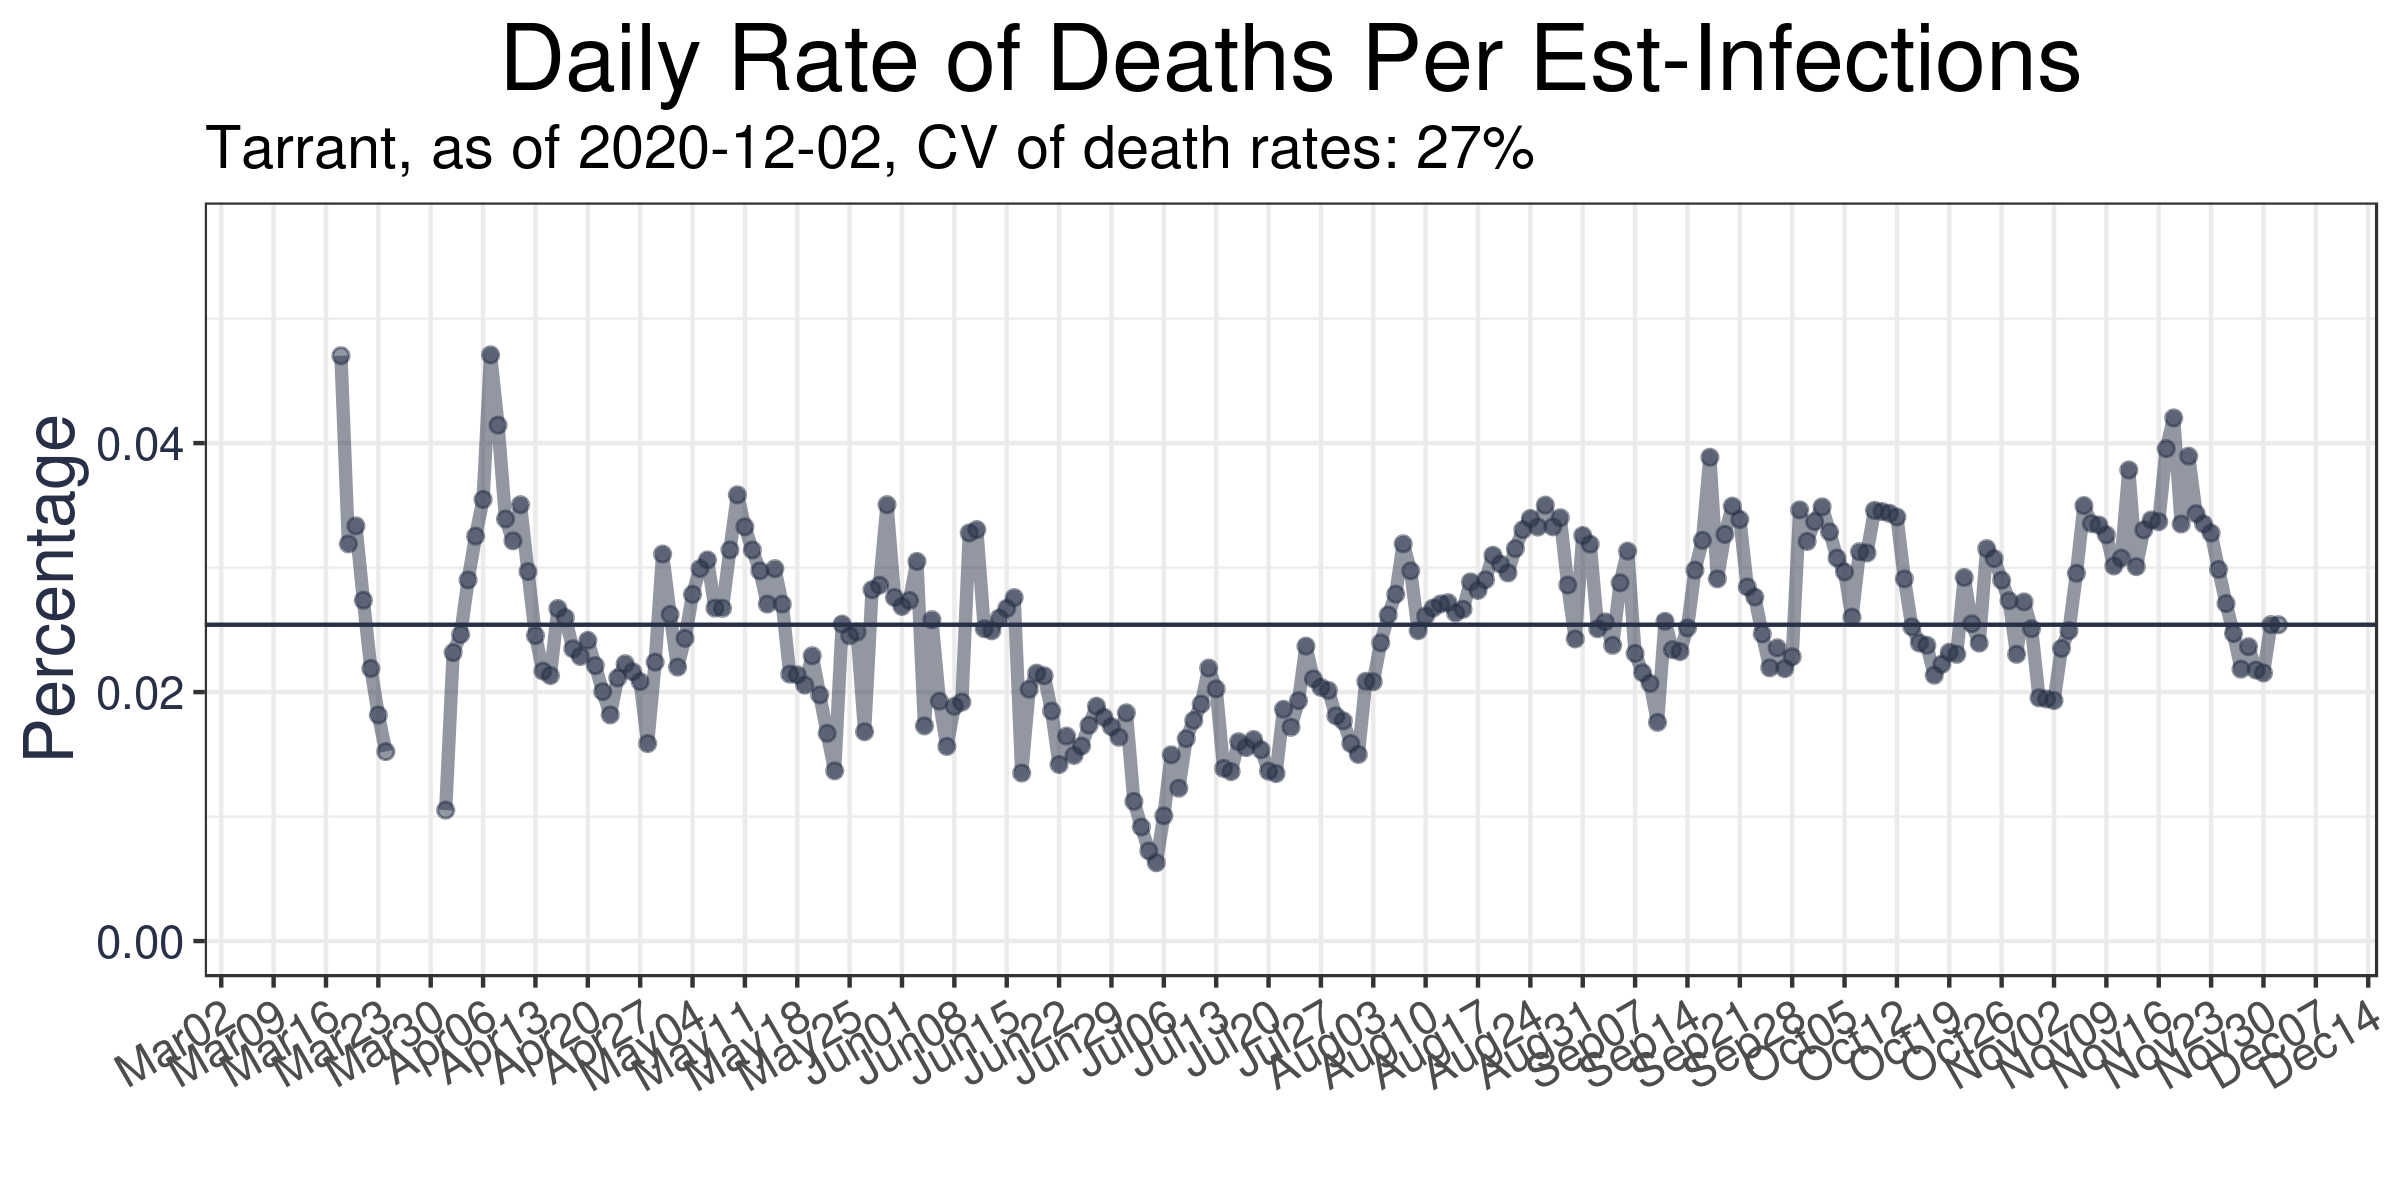 Daily Rate of Deaths Per Est-Infections
Tarrant, as of 2020-12-02, CV of death rates: 27%
Percentage
0.04
0.02
0.00
Mar02
Mar09
Mar16
Mar23
Mar30
Apr06
Apr13
Apr20
Apr27
May04
May11
May18
May25
Jun01
Jun08
Jun15
Jun22
Jun29
Jul06
Jul13
Jul20
Jul27
Aug03
Aug10
Aug17
Aug24
Aug31
Sep07
Sep14
Sep21
Sep28
Oct05
Oct12
Oct19
Oct26
Nov02
Nov09
Nov16
Nov23
Nov30
Dec07
Dec14